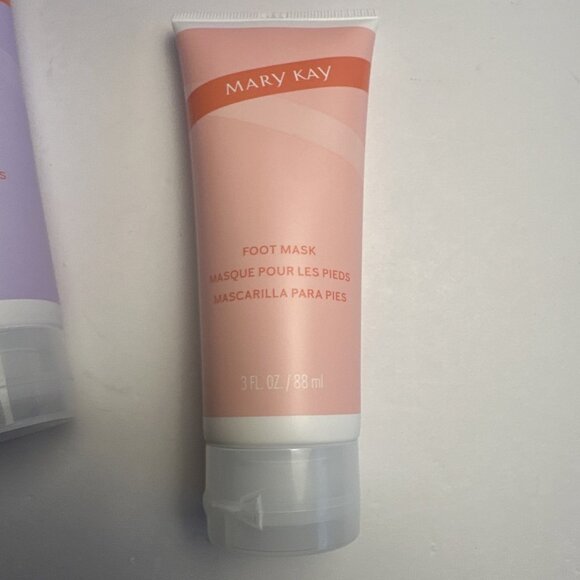 MARY KAY
FOOT MASK
MASQUE POUR LES PIEDS
MASCARILLA PARA PIES
3 FL. OZ. / 88 ml